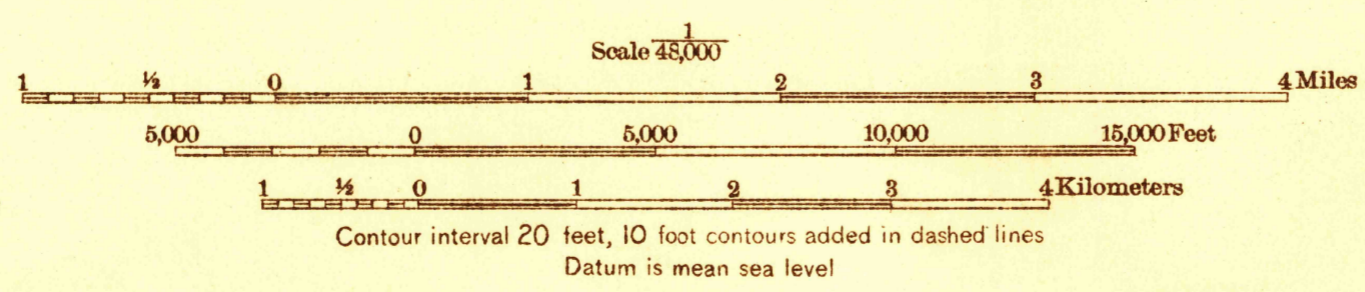 Scale 1/48,000
1 ½ 0 1 2 3 4 Miles
5,000 0 5,000 10,000 15,000 Feet
1 ½ 0 1 2 3 4 Kilometers
Contour interval 20 feet, 10 foot contours added in dashed lines
Datum is mean sea level